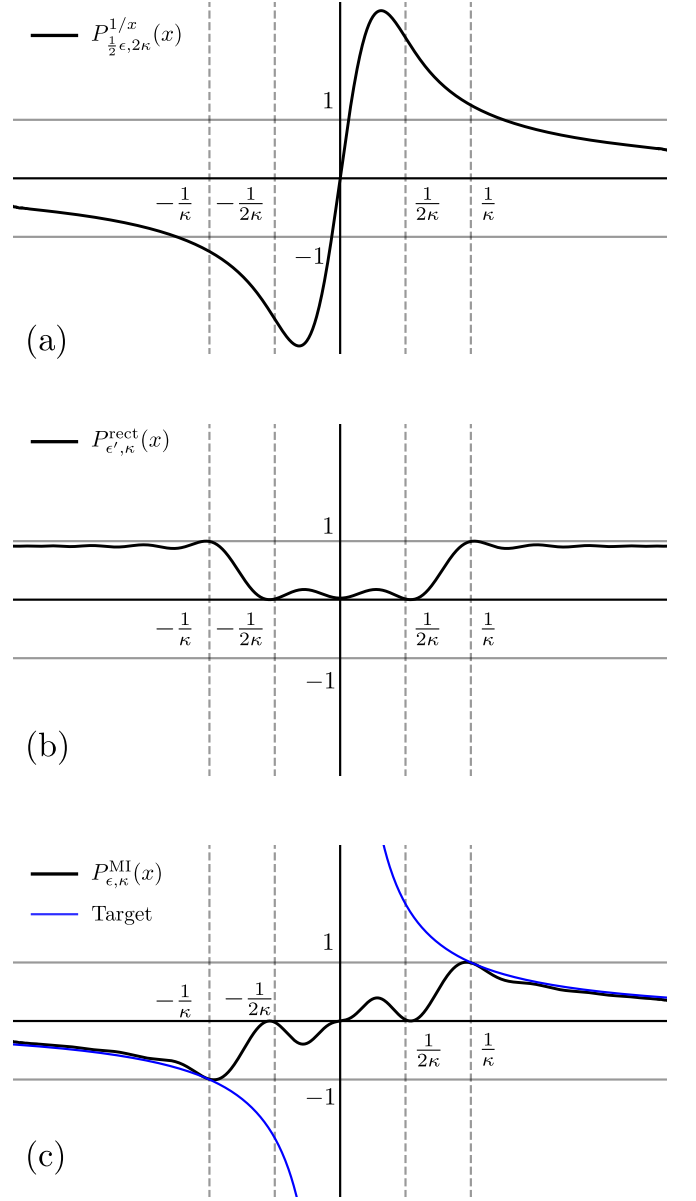 $P^{1/x}_{\frac{1}{2}\epsilon,2\kappa}(x)$
1
$-\frac{1}{\kappa}$ $-\frac{1}{2\kappa}$ $\frac{1}{2\kappa}$ $\frac{1}{\kappa}$
−1
(a)
$P^{\mathrm{rect}}_{\epsilon',\kappa}(x)$
1
$-\frac{1}{\kappa}$ $-\frac{1}{2\kappa}$ $\frac{1}{2\kappa}$ $\frac{1}{\kappa}$
−1
(b)
$P^{\mathrm{MI}}_{\epsilon,\kappa}(x)$
Target
1
$-\frac{1}{\kappa}$ $-\frac{1}{2\kappa}$
$\frac{1}{2\kappa}$ $\frac{1}{\kappa}$
−1
(c)